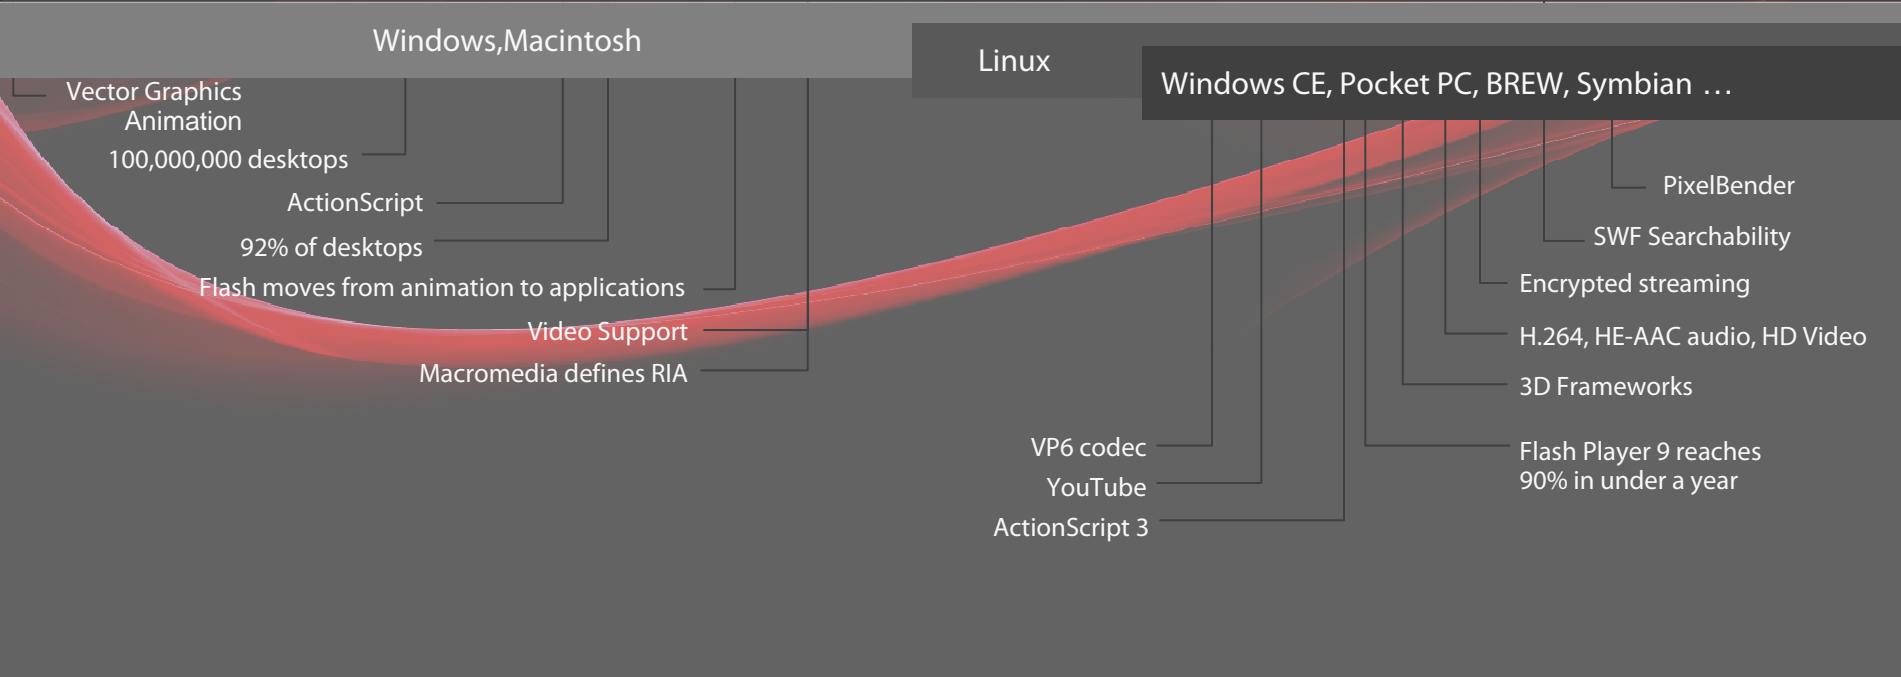 Windows,Macintosh
Linux
Windows CE, Pocket PC, BREW, Symbian …
Vector Graphics
Animation
100,000,000 desktops
ActionScript
92% of desktops
Flash moves from animation to applications
Video Support
Macromedia defines RIA
VP6 codec
YouTube
ActionScript 3
PixelBender
SWF Searchability
Encrypted streaming
H.264, HE-AAC audio, HD Video
3D Frameworks
Flash Player 9 reaches
90% in under a year